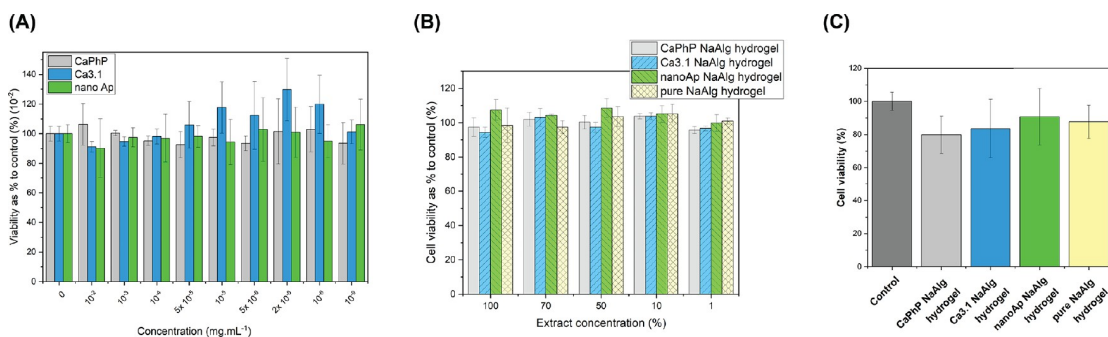 (A)
CaPhP
Ca3.1
nano Ap
Viability as % to control (%) (10⁻²)
140
120
100
80
60
40
20
0
0
10⁻²
10⁻³
10⁻⁴
5x 10⁻⁵
10⁻⁵
5x 10⁻⁶
10⁻⁶
Concentration (mg.mL⁻¹)
(B)
CaPhP NaAlg hydrogel
Ca3.1 NaAlg hydrogel
nanoAp NaAlg hydrogel
pure NaAlg hydrogel
Cell viability as % to control (%)
120
100
80
60
40
20
0
100
70
50
10
1
Extract concentration (%)
(C)
Cell viability (%)
120
100
80
60
40
20
0
Control
CaPhP NaAlg hydrogel
Ca3.1 NaAlg hydrogel
nanoAp NaAlg hydrogel
pure NaAlg hydrogel